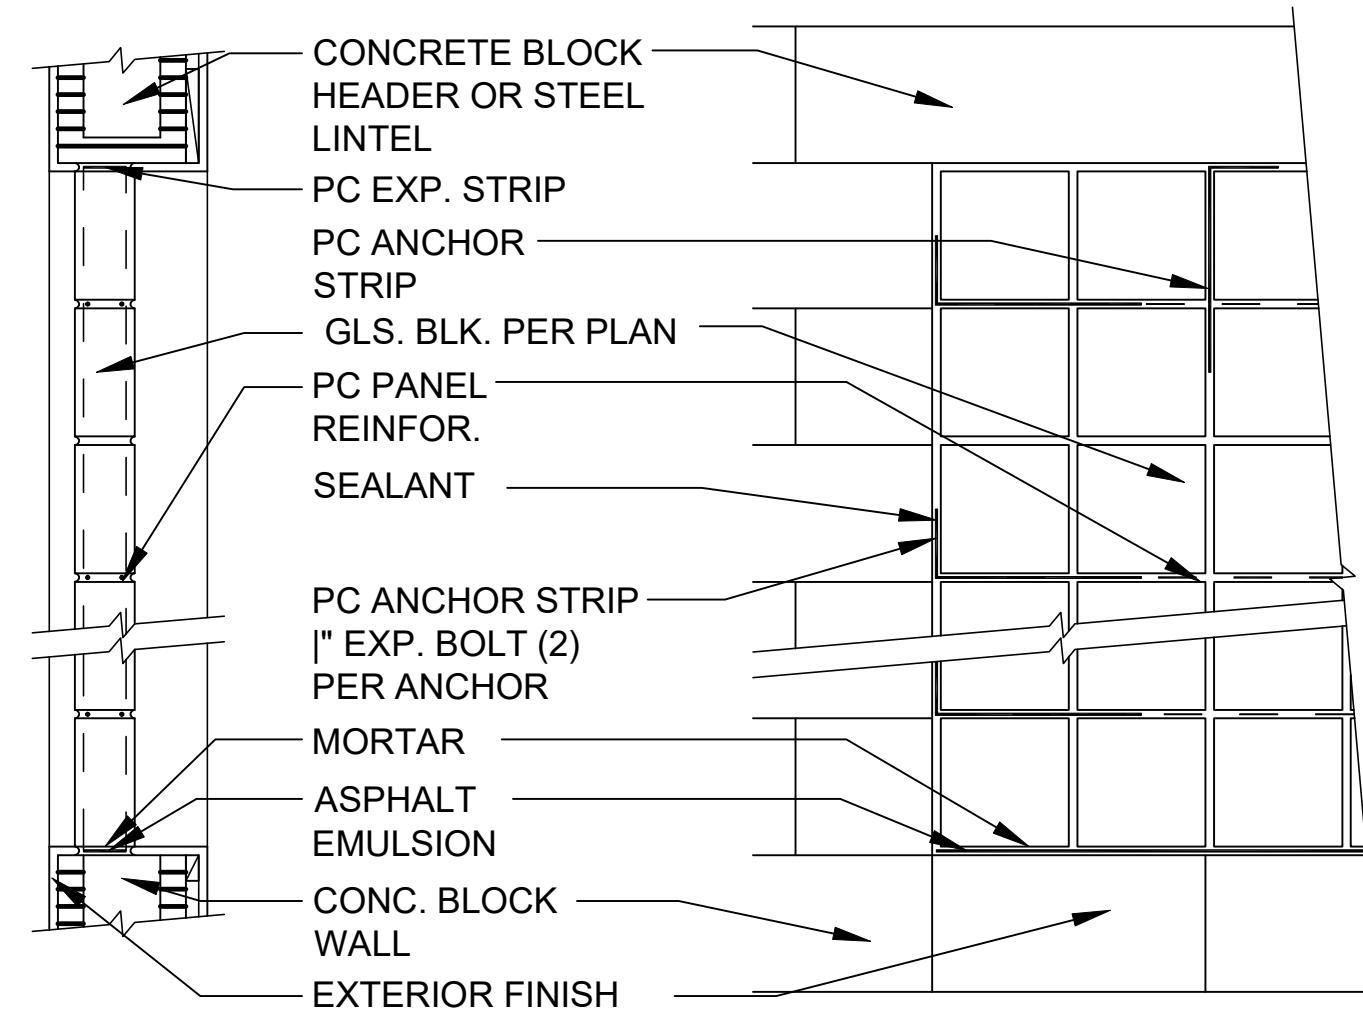 CONCRETE BLOCK
HEADER OR STEEL
LINTEL
PC EXP. STRIP
PC ANCHOR
STRIP
GLS. BLK. PER PLAN
PC PANEL
REINFOR.
SEALANT
PC ANCHOR STRIP
|" EXP. BOLT (2)
PER ANCHOR
MORTAR
ASPHALT
EMULSION
CONC. BLOCK
WALL
EXTERIOR FINISH